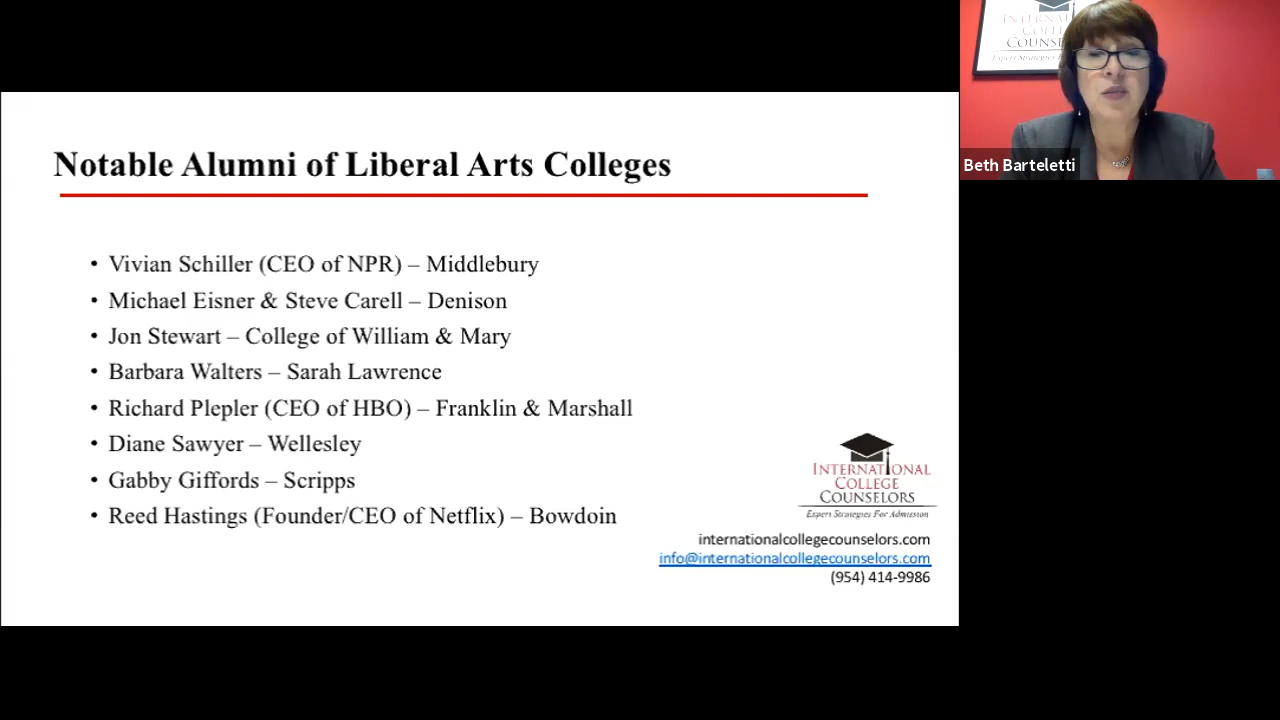 Notable Alumni of Liberal Arts Colleges
• Vivian Schiller (CEO of NPR) – Middlebury
• Michael Eisner & Steve Carell – Denison
• Jon Stewart – College of William & Mary
• Barbara Walters – Sarah Lawrence
• Richard Plepler (CEO of HBO) – Franklin & Marshall
• Diane Sawyer – Wellesley
• Gabby Giffords – Scripps
• Reed Hastings (Founder/CEO of Netflix) – Bowdoin
INTERNATIONAL
COLLEGE
COUNSELORS
Expert Strategies For Admission
internationalcollegecounselors.com
info@internationalcollegecounselors.com
(954) 414-9986
COLLEGE
Expert Strategies
Beth Barteletti